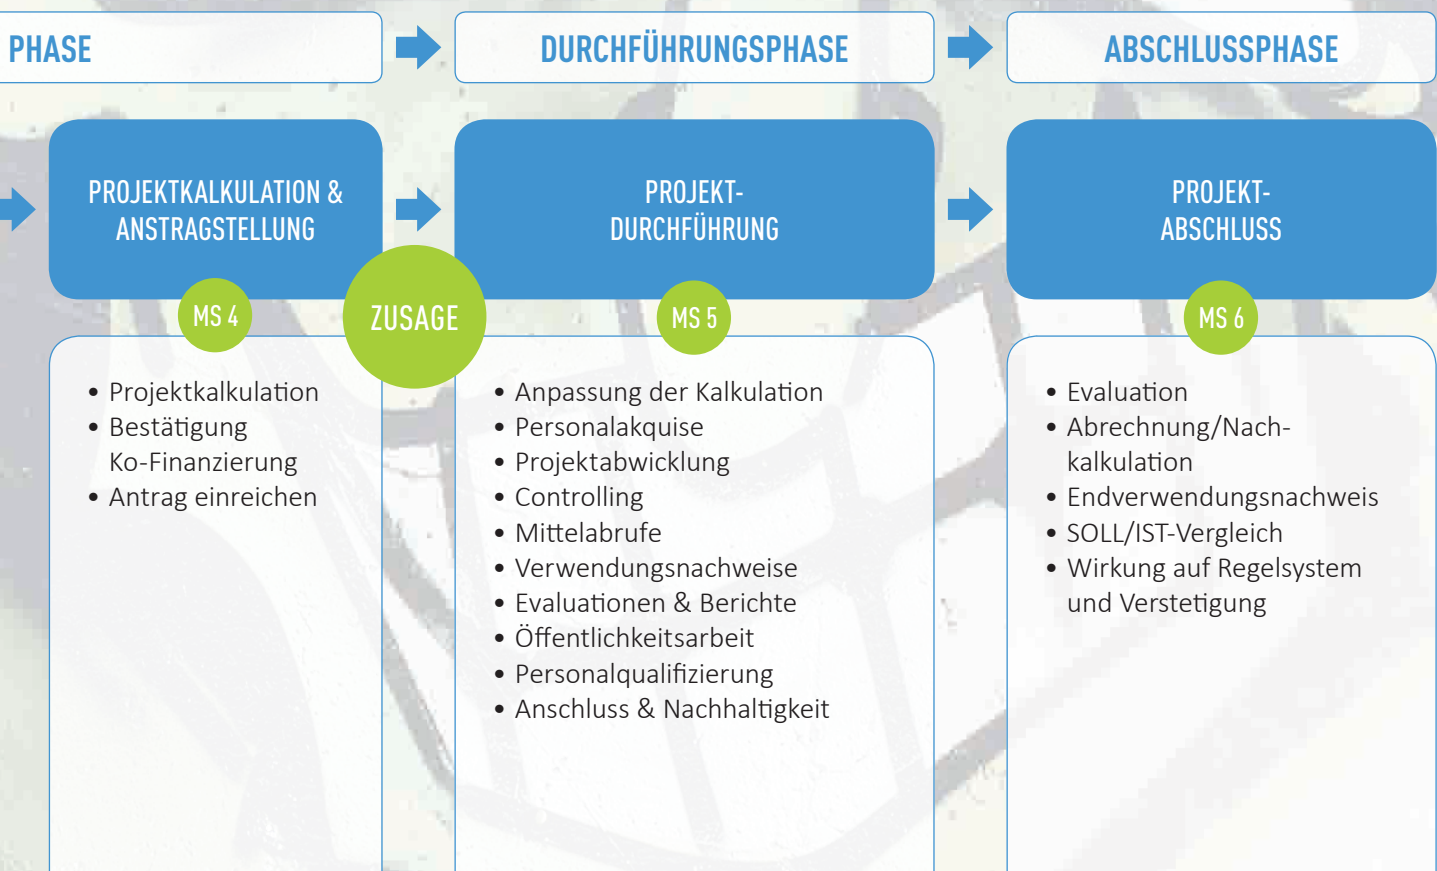 PHASE
DURCHFÜHRUNGSPHASE
ABSCHLUSSPHASE
PROJEKTKALKULATION &
ANSTRAGSTELLUNG
PROJEKT-
DURCHFÜHRUNG
PROJEKT-
ABSCHLUSS
MS 4
ZUSAGE
MS 5
MS 6
• Projektkalkulation
• Bestätigung
Ko-Finanzierung
• Antrag einreichen
• Anpassung der Kalkulation
• Personalakquise
• Projektabwicklung
• Controlling
• Mittelabrufe
• Verwendungsnachweise
• Evaluationen & Berichte
• Öffentlichkeitsarbeit
• Personalqualifizierung
• Anschluss & Nachhaltigkeit
• Evaluation
• Abrechnung/Nach-
kalkulation
• Endverwendungsnachweis
• SOLL/IST-Vergleich
• Wirkung auf Regelsystem
und Verstetigung